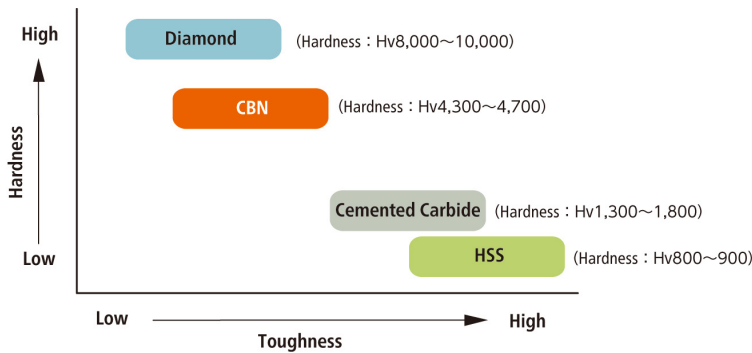 High
Diamond (Hardness：Hv8,000～10,000)
CBN (Hardness：Hv4,300～4,700)
Hardness
Cemented Carbide (Hardness：Hv1,300～1,800)
Low
HSS (Hardness：Hv800～900)
Low
High
Toughness